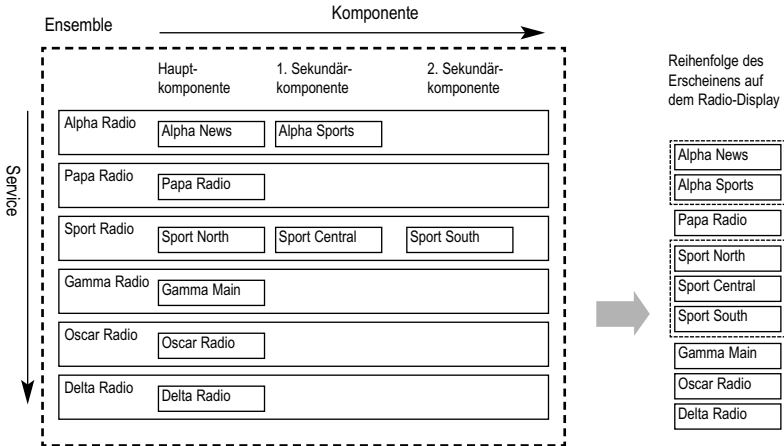 Ensemble
Komponente
Haupt-
komponente
1. Sekundär-
komponente
2. Sekundär-
komponente
Service
Alpha Radio
Alpha News
Alpha Sports
Papa Radio
Papa Radio
Sport Radio
Sport North
Sport Central
Sport South
Gamma Radio
Gamma Main
Oscar Radio
Oscar Radio
Delta Radio
Delta Radio
Reihenfolge des
Erscheinens auf
dem Radio-Display
Alpha News
Alpha Sports
Papa Radio
Sport North
Sport Central
Sport South
Gamma Main
Oscar Radio
Delta Radio